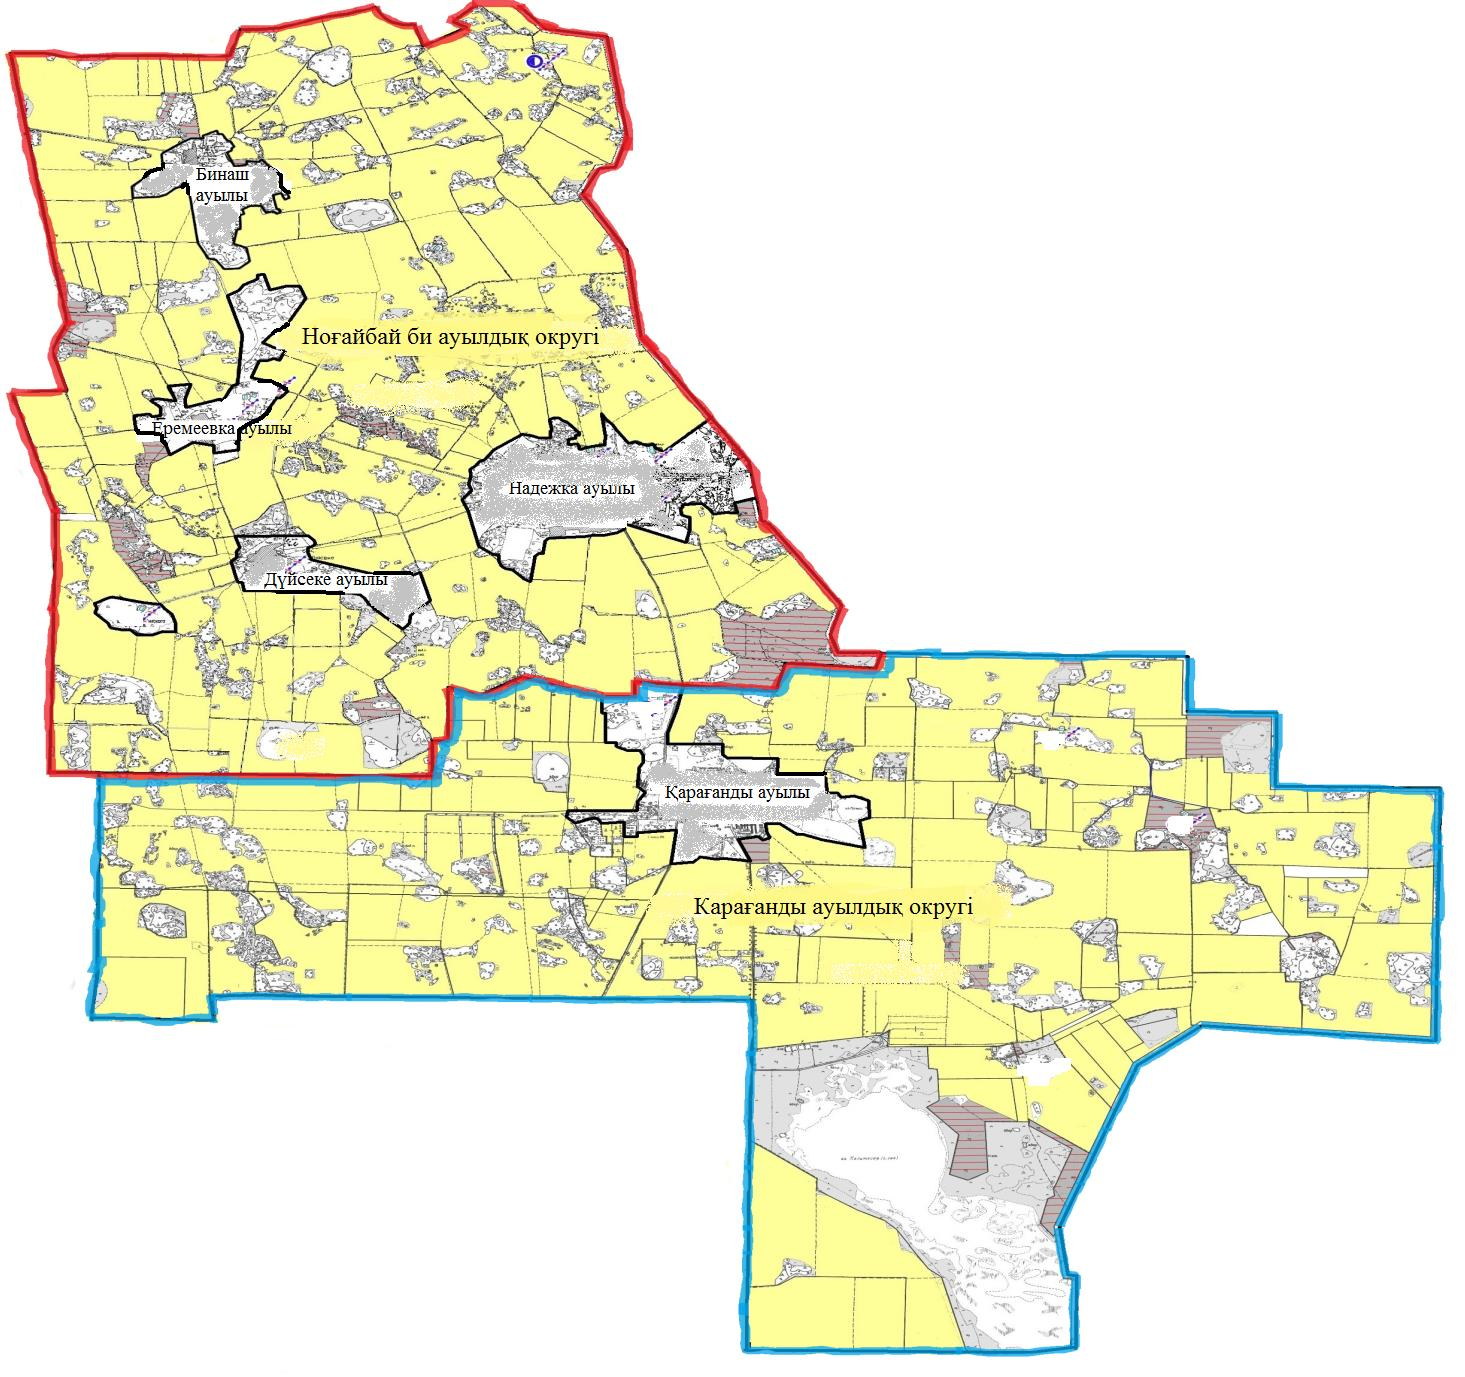 Бинаш
ауылы
Ноғайбай би ауылдық округі
Еремеевка ауылы
Надежка ауылы
Дүйсеке ауылы
Қарағанды ауылы
Карағанды ауылдық округі